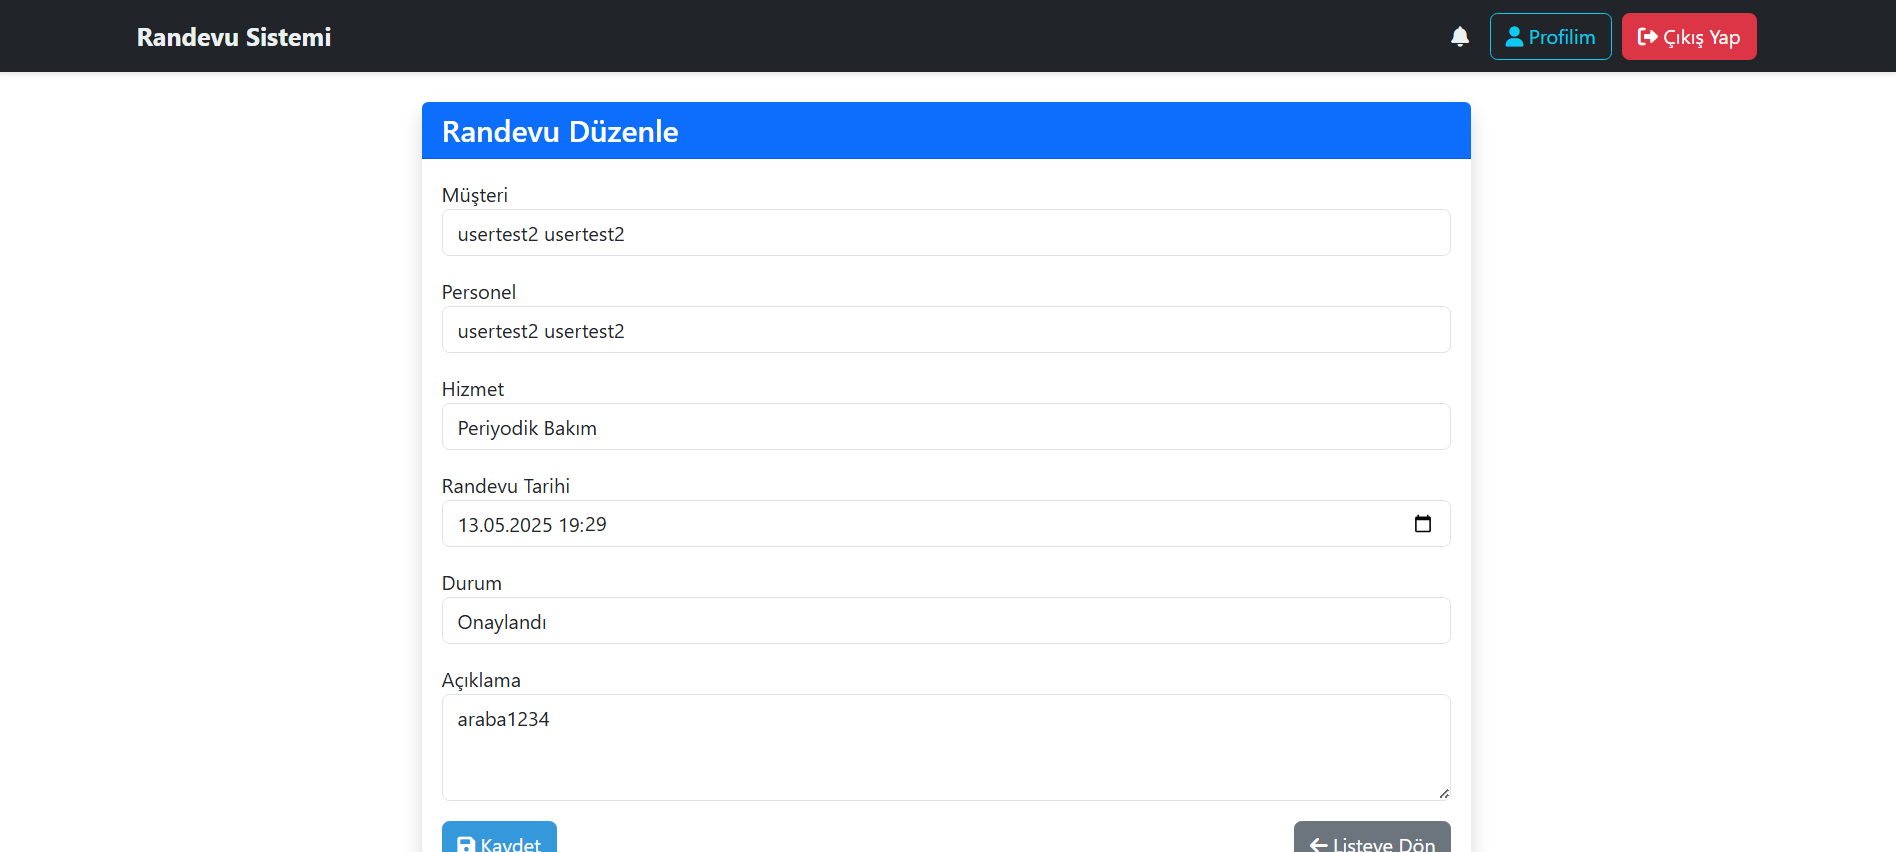 Randevu Sistemi
Profilim
Çıkış Yap
Randevu Düzenle
Müşteri
usertest2 usertest2
Personel
usertest2 usertest2
Hizmet
Periyodik Bakım
Randevu Tarihi
13.05.2025 19:29
Durum
Onaylandı
Açıklama
araba1234
Kaydet
Listeye Dön